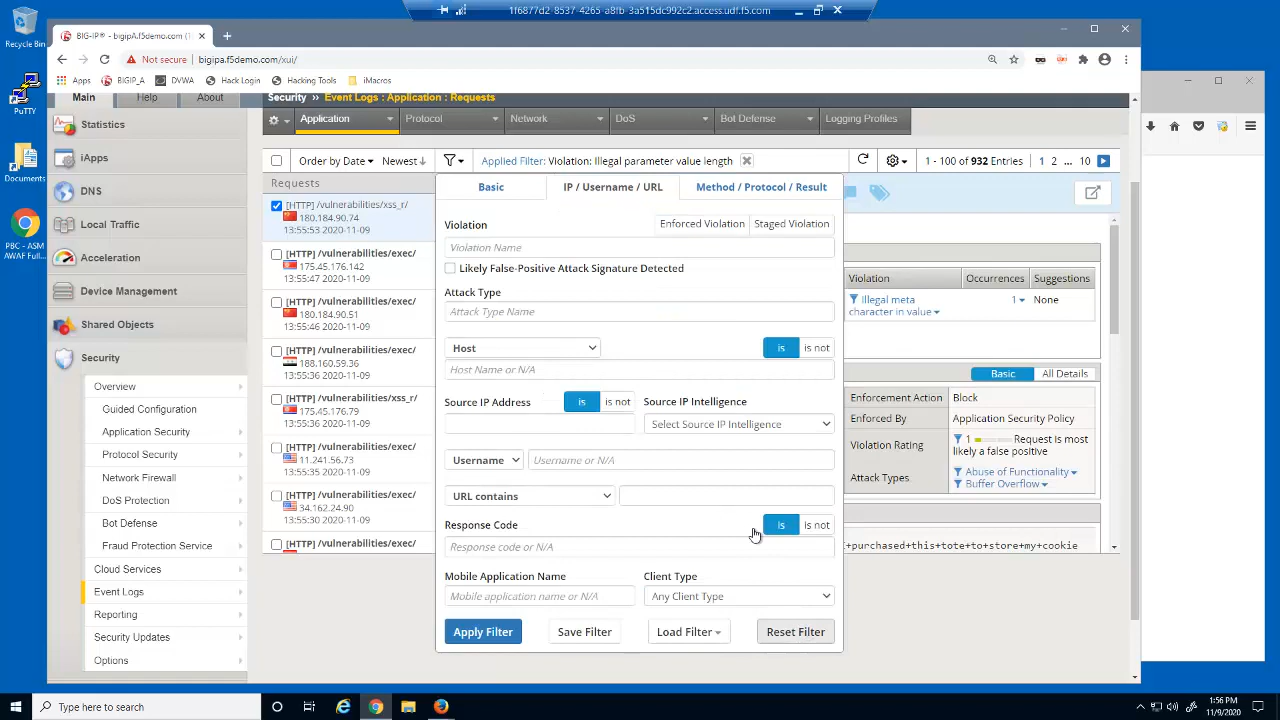 1f6877d2-8537-4265-a8fb-3a515dc992c2.access.udf.f5.com
Recycle Bin
PuTTY
Documents
PBC - ASM
AWAF Full...
BIG-IP® - bigipA.f5demo.com (1
Not secure
bigipa.f5demo.com/xui/
Apps
BIGIP_A
DVWA
Hack Login
Hacking Tools
iMacros
Main
Help
About
Security » Event Logs : Application : Requests
Statistics
iApps
DNS
Local Traffic
Acceleration
Device Management
Shared Objects
Security
Overview
Guided Configuration
Application Security
Protocol Security
Network Firewall
DoS Protection
Bot Defense
Fraud Protection Service
Cloud Services
Event Logs
Reporting
Security Updates
Options
Application
Protocol
Network
DoS
Bot Defense
Logging Profiles
Order by Date
Newest
Applied Filter: Violation: Illegal parameter value length
1 - 100 of 932 Entries
1 2 ... 10
Requests
[HTTP] /vulnerabilities/xss_r/
180.184.90.74
13:55:53 2020-11-09
[HTTP] /vulnerabilities/exec/
175.45.176.142
13:55:47 2020-11-09
[HTTP] /vulnerabilities/exec/
180.184.90.51
13:55:46 2020-11-09
[HTTP] /vulnerabilities/exec/
188.160.59.36
13:55:36 2020-11-09
[HTTP] /vulnerabilities/xss_r/
175.45.176.79
13:55:36 2020-11-09
[HTTP] /vulnerabilities/exec/
11.241.56.73
13:55:35 2020-11-09
[HTTP] /vulnerabilities/exec/
34.162.24.90
13:55:30 2020-11-09
[HTTP] /vulnerabilities/exec/
Basic
IP / Username / URL
Method / Protocol / Result
Violation
Enforced Violation
Staged Violation
Violation Name
Likely False-Positive Attack Signature Detected
Attack Type
Attack Type Name
Host
is
is not
Host Name or N/A
Source IP Address
is
is not
Source IP Intelligence
Select Source IP Intelligence
Username
Username or N/A
URL contains
Response Code
is
is not
Response code or N/A
Mobile Application Name
Client Type
Mobile application name or N/A
Any Client Type
Apply Filter
Save Filter
Load Filter
Reset Filter
Violation
Occurrences
Suggestions
Illegal meta
character in value
1
None
Basic
All Details
Enforcement Action
Block
Enforced By
Application Security Policy
Violation Rating
1 Request is most
likely a false positive
Attack Types
Abuse of Functionality
Buffer Overflow
+purchased+this+tote+to+store+my+cookie
Type here to search
1:56 PM
11/9/2020